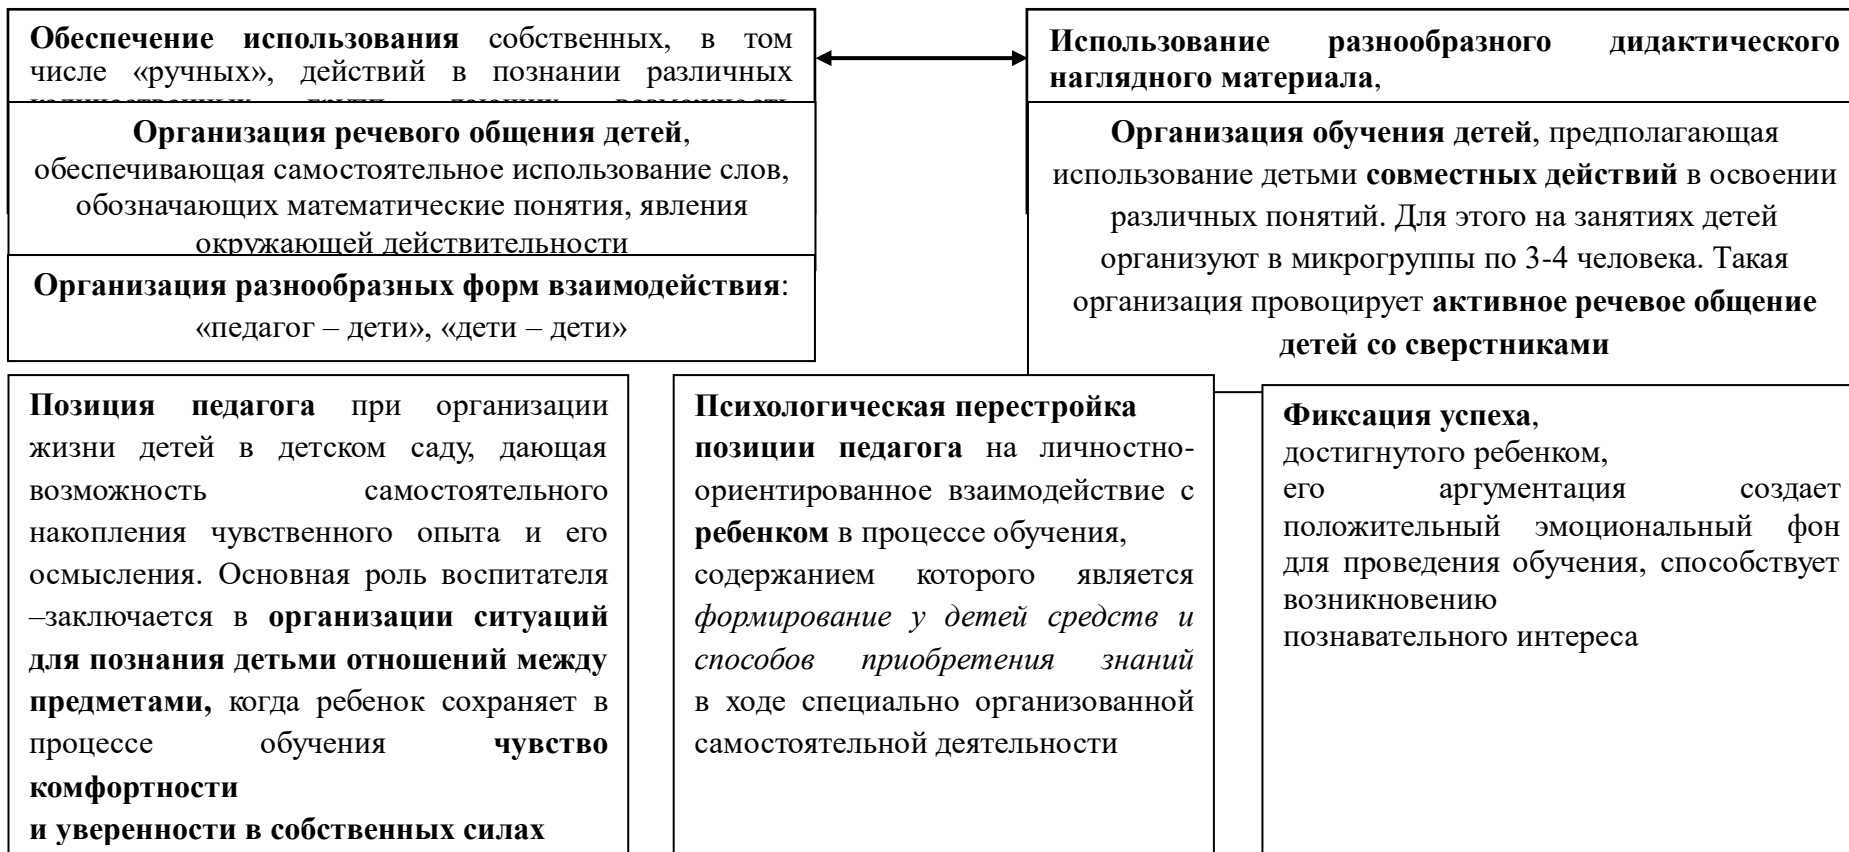 Обеспечение использования собственных, в том
числе «ручных», действий в познании различных
количественных групп, дающих возможность
Использование разнообразного дидактического
наглядного материала,
Организация речевого общения детей,
обеспечивающая самостоятельное использование слов,
обозначающих математические понятия, явления
окружающей действительности
Организация обучения детей, предполагающая
использование детьми совместных действий в освоении
различных понятий. Для этого на занятиях детей
организуют в микрогруппы по 3-4 человека. Такая
организация провоцирует активное речевое общение
детей со сверстниками
Организация разнообразных форм взаимодействия:
«педагог – дети», «дети – дети»
Позиция педагога при организации
жизни детей в детском саду, дающая
возможность самостоятельного
накопления чувственного опыта и его
осмысления. Основная роль воспитателя
–заключается в организации ситуаций
для познания детьми отношений между
предметами, когда ребенок сохраняет в
процессе обучения чувство
комфортности
и уверенности в собственных силах
Психологическая перестройка
позиции педагога на личностно-
ориентированное взаимодействие с
ребенком в процессе обучения,
содержанием которого является
формирование у детей средств и
способов приобретения знаний
в ходе специально организованной
самостоятельной деятельности
Фиксация успеха,
достигнутого ребенком,
его аргументация создает
положительный эмоциональный фон
для проведения обучения, способствует
возникновению
познавательного интереса